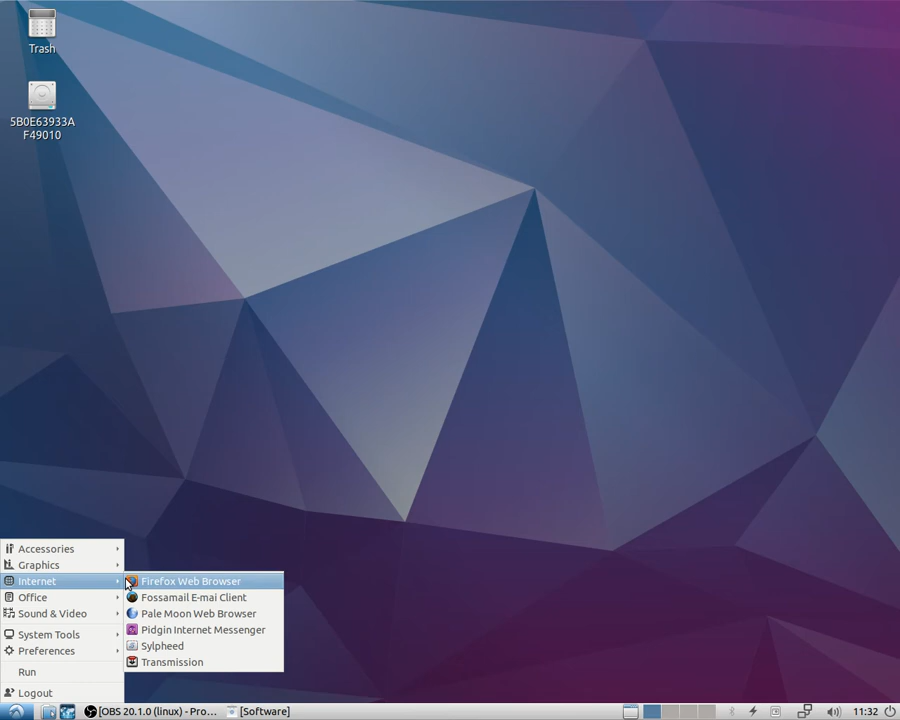 Trash
5B0E63933A
F49010
Accessories
Graphics
Internet
Office
Sound & Video
System Tools
Preferences
Run
Logout
Firefox Web Browser
Fossamail E-mai Client
Pale Moon Web Browser
Pidgin Internet Messenger
Sylpheed
Transmission
[OBS 20.1.0 (linux) - Pro...
[Software]
11:32